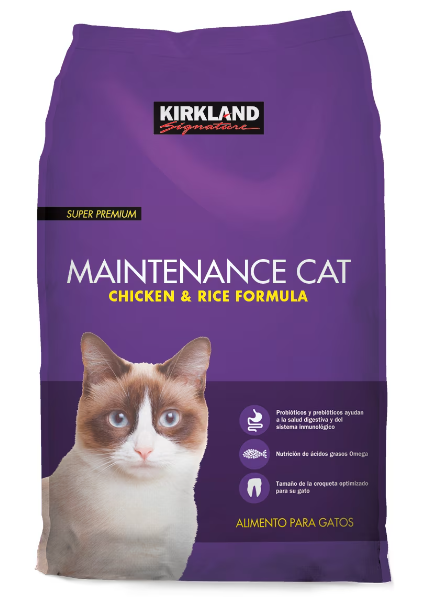 KIRKLAND
Signature
SUPER PREMIUM
MAINTENANCE CAT
CHICKEN & RICE FORMULA
Probióticos y prebióticos ayudan
a la salud digestiva y del
sistema inmunológico
Nutrición de ácidos grasos Omega
Tamaño de la croqueta optimizado
para su gato
ALIMENTO PARA GATOS